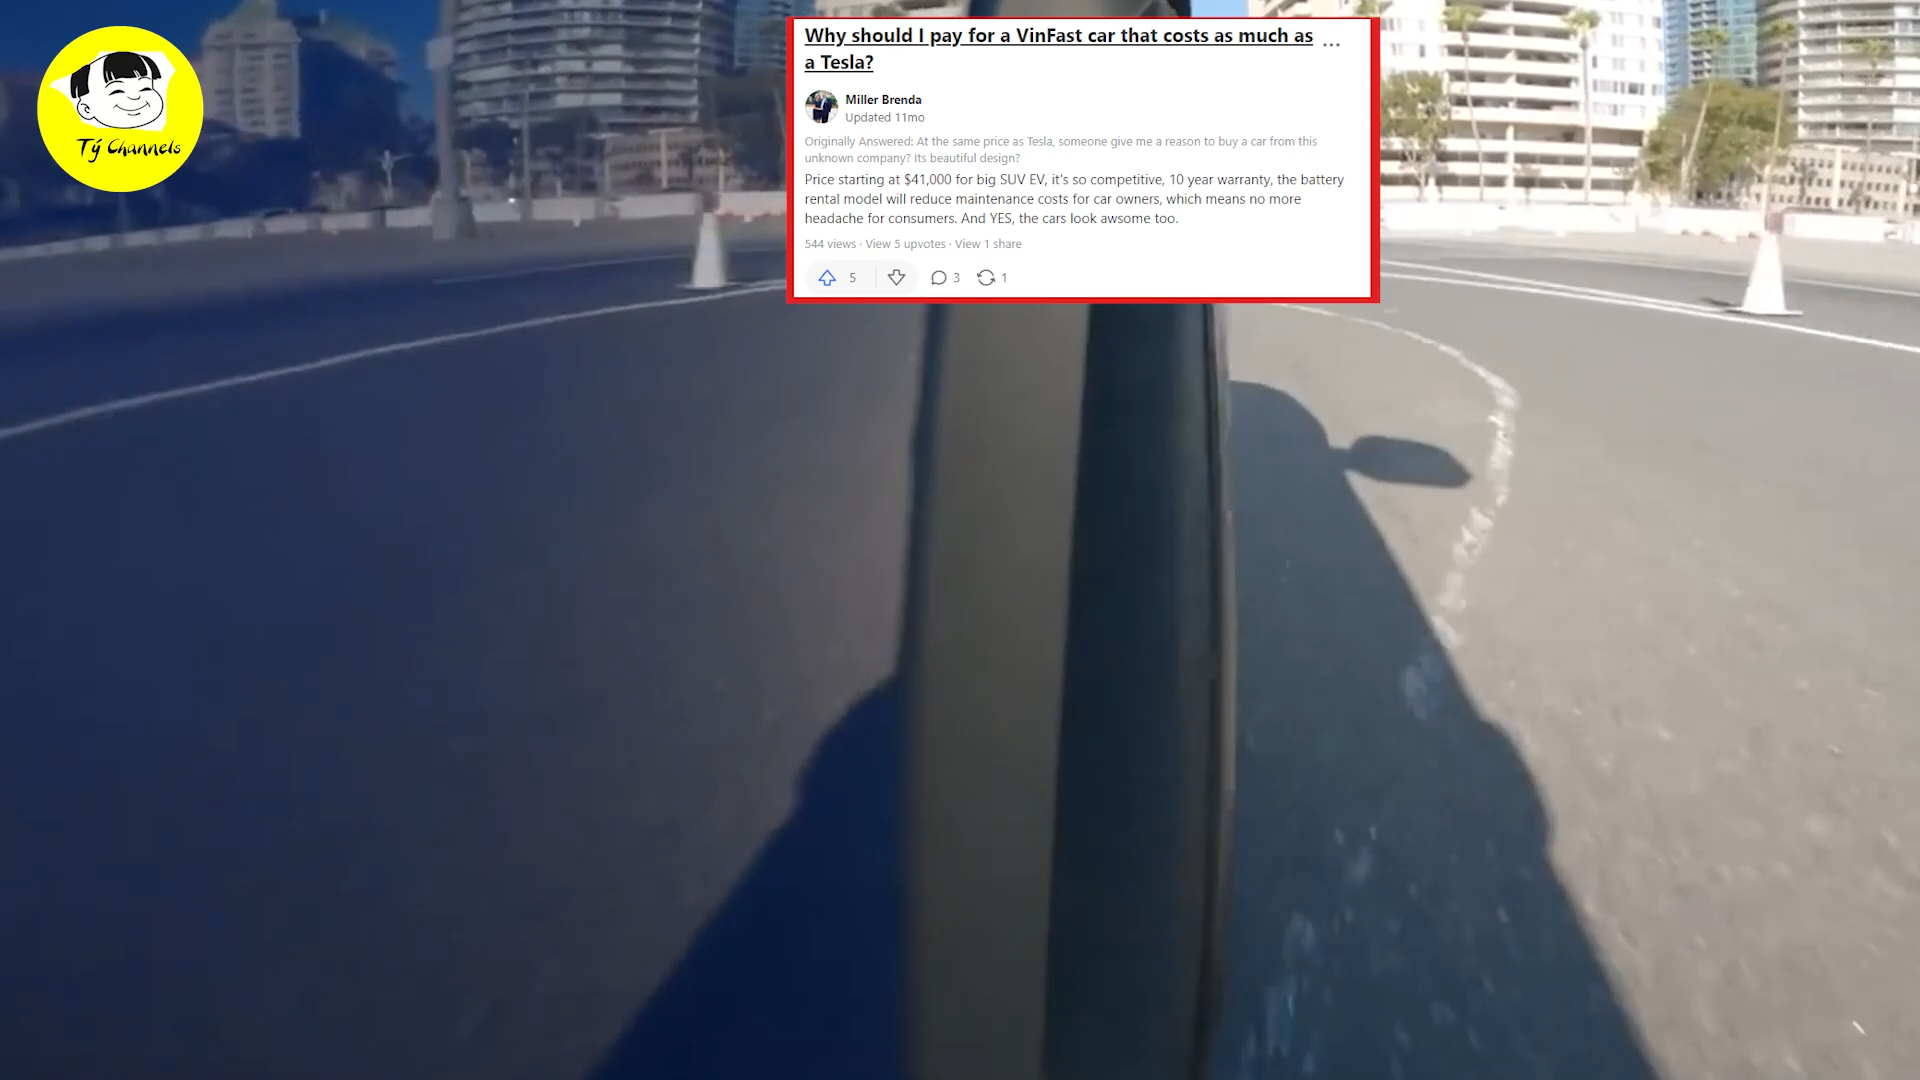 Tý Channels
Why should I pay for a VinFast car that costs as much as
a Tesla?
Miller Brenda
Updated 11mo
Originally Answered: At the same price as Tesla, someone give me a reason to buy a car from this
unknown company? Its beautiful design?
Price starting at $41,000 for big SUV EV, it's so competitive, 10 year warranty, the battery
rental model will reduce maintenance costs for car owners, which means no more
headache for consumers. And YES, the cars look awsome too.
544 views · View 5 upvotes · View 1 share
5
3
1